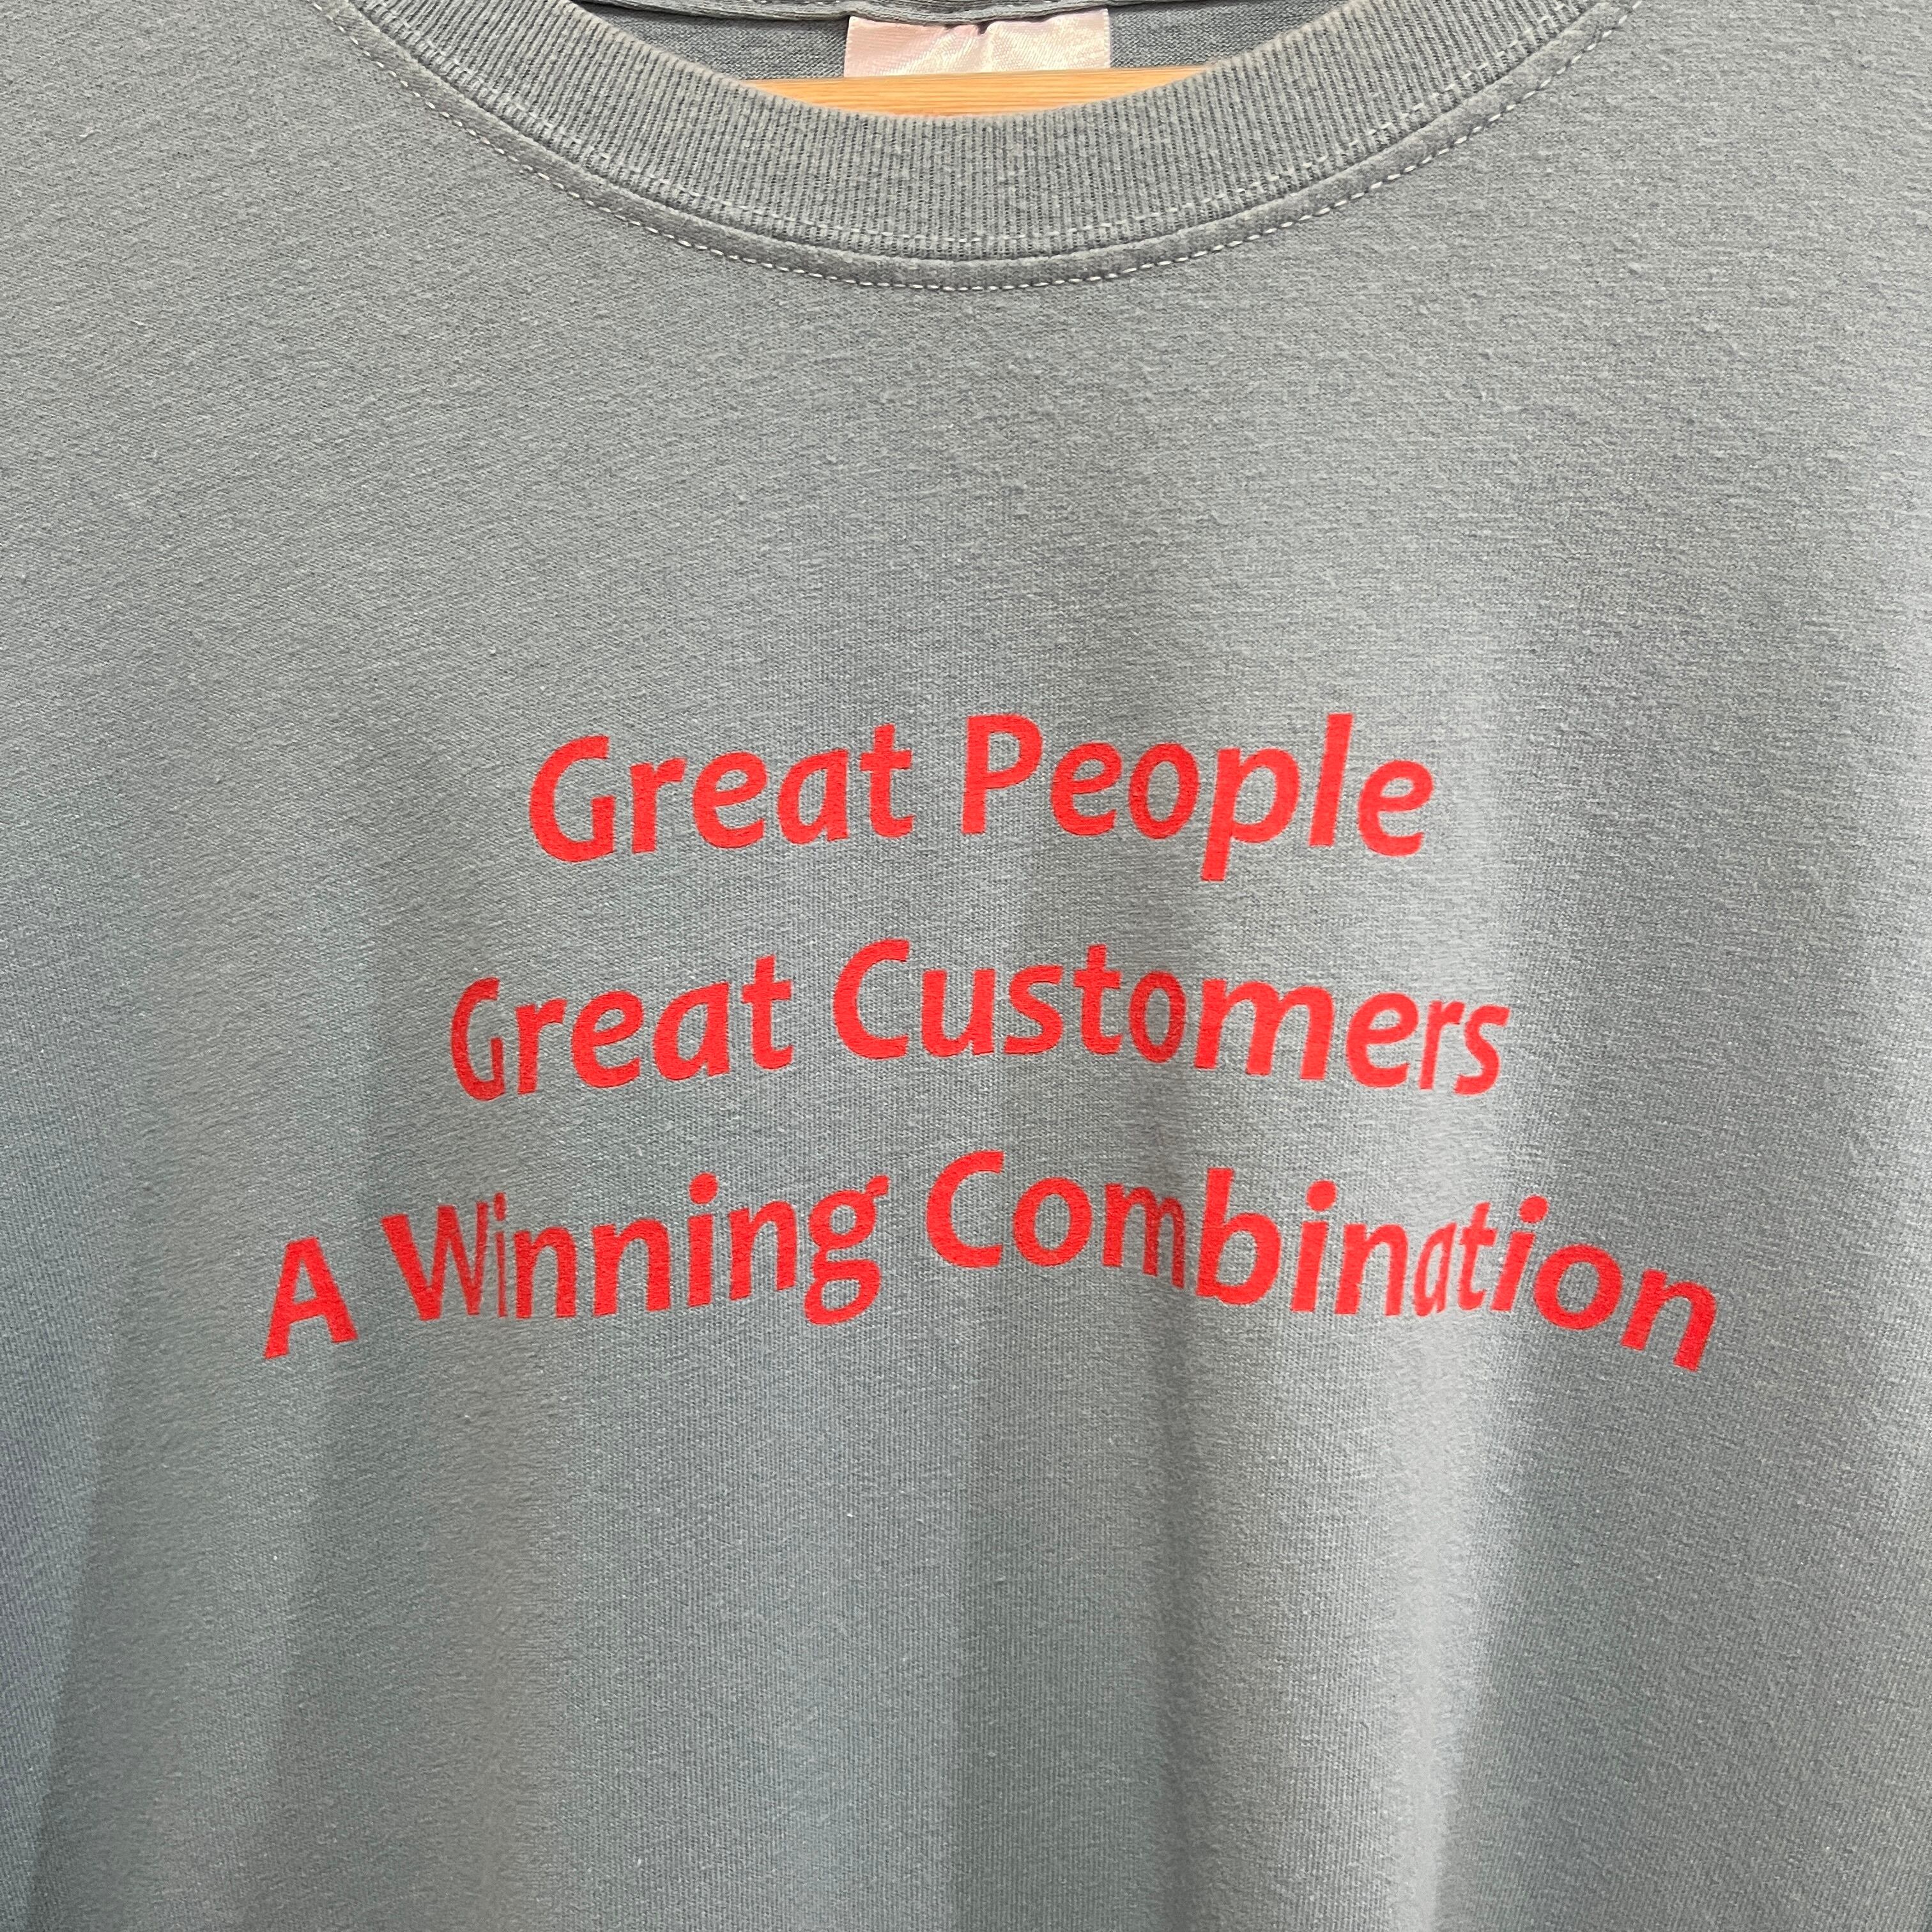 Great People
Great Customers
A Winning Combination